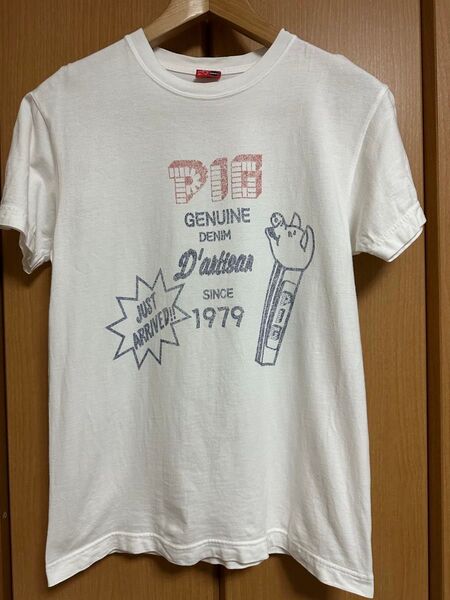 PIG
GENUINE
DENIM
D'artisan
SINCE
1979
JUST
ARRIVED!!
PIG